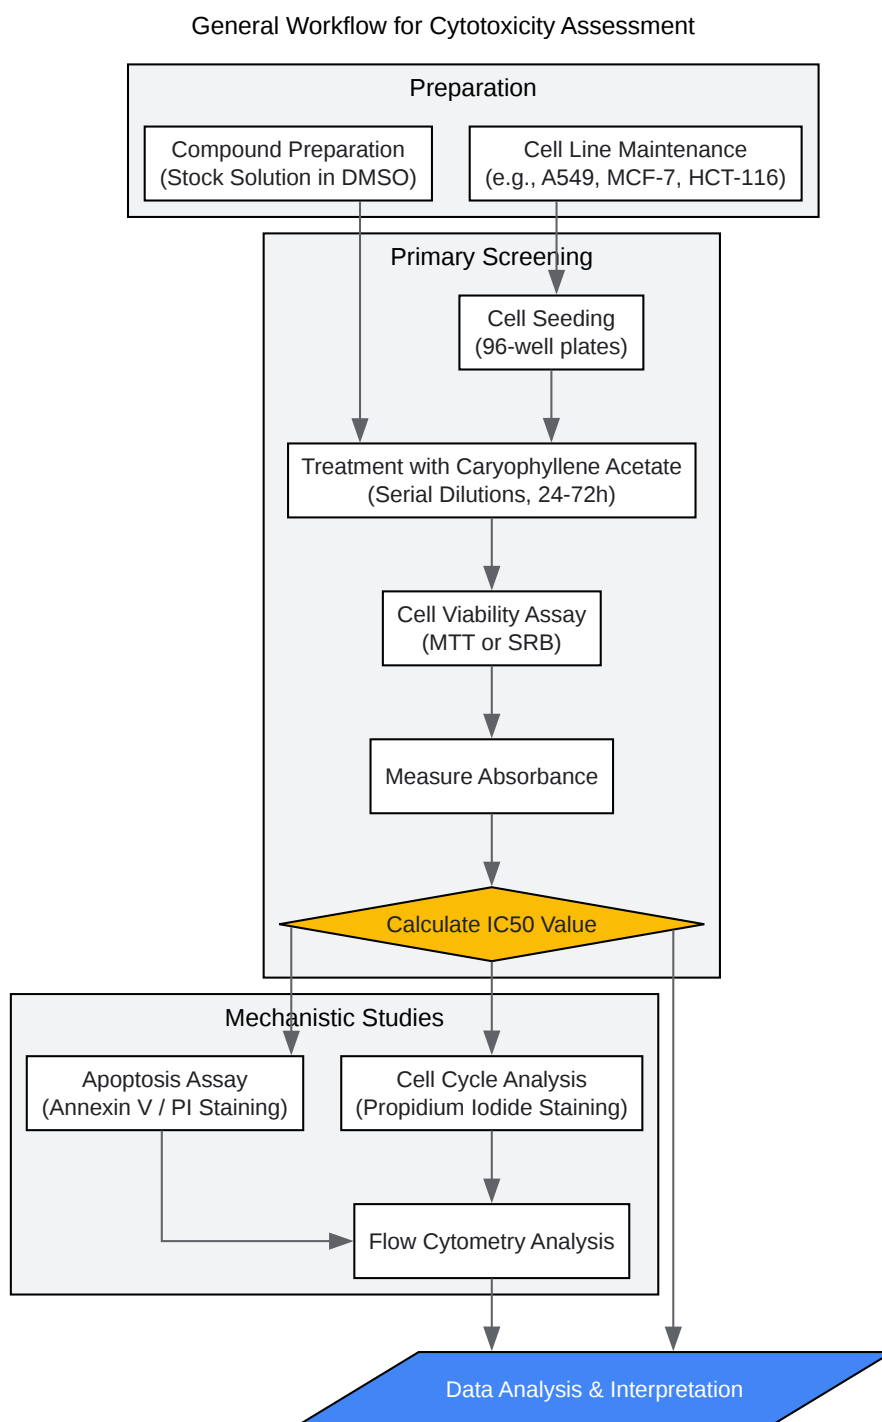 General Workflow for Cytotoxicity Assessment
Preparation
Compound Preparation
(Stock Solution in DMSO)
Cell Line Maintenance
(e.g., A549, MCF-7, HCT-116)
Primary Screening
Cell Seeding
(96-well plates)
Treatment with Caryophyllene Acetate
(Serial Dilutions, 24-72h)
Cell Viability Assay
(MTT or SRB)
Measure Absorbance
Calculate IC50 Value
Mechanistic Studies
Apoptosis Assay
(Annexin V / PI Staining)
Cell Cycle Analysis
(Propidium Iodide Staining)
Flow Cytometry Analysis
Data Analysis & Interpretation